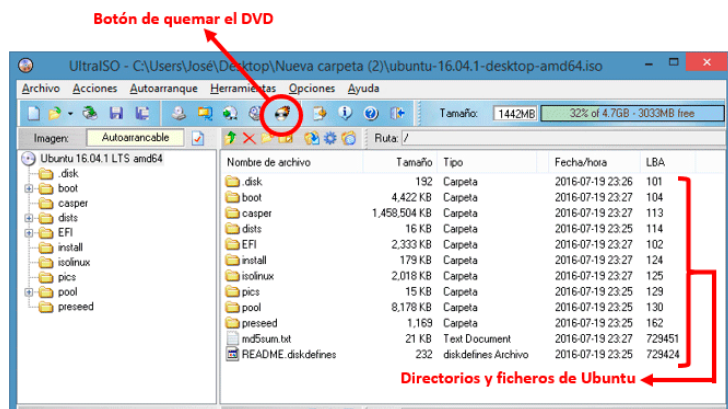 Botón de quemar el DVD
UltraISO - C:\Users\José\Desktop\Nueva carpeta (2)\ubuntu-16.04.1-desktop-amd64.iso
Archivo Acciones Autoarranque Herramientas Opciones Ayuda
Tamaño: 1442MB 32% of 4.7GB - 3033MB free
Imagen: Autoarrancable Ruta: /
Ubuntu 16.04.1 LTS amd64
.disk
boot
casper
dists
EFI
install
isolinux
pics
pool
preseed
Nombre de archivo Tamaño Tipo Fecha/hora LBA
.disk 192 Carpeta 2016-07-19 23:26 101
boot 4,422 KB Carpeta 2016-07-19 23:27 104
casper 1,458,504 KB Carpeta 2016-07-19 23:27 113
dists 16 KB Carpeta 2016-07-19 23:25 114
EFI 2,333 KB Carpeta 2016-07-19 23:27 102
install 179 KB Carpeta 2016-07-19 23:27 124
isolinux 2,018 KB Carpeta 2016-07-19 23:27 125
pics 15 KB Carpeta 2016-07-19 23:25 129
pool 8,178 KB Carpeta 2016-07-19 23:25 130
preseed 1,169 Carpeta 2016-07-19 23:25 162
md5sum.txt 21 KB Text Document 2016-07-19 23:27 729451
README.diskdefines 232 diskdefines Archivo 2016-07-19 23:25 729424
Directorios y ficheros de Ubuntu